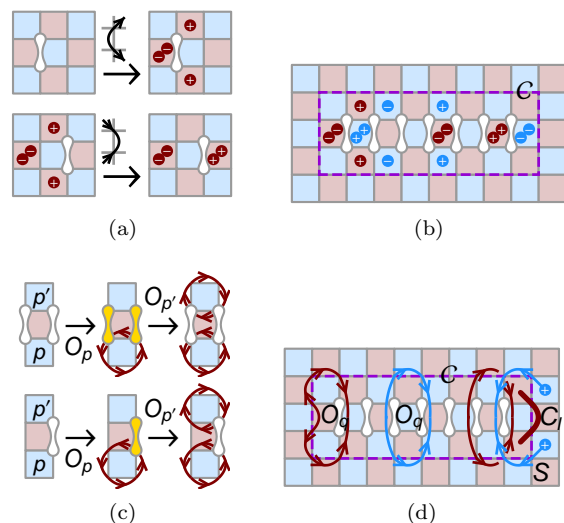 +
−
−
+
+
−
−
+
−
−
+
+
(a)
C
+
−
+
−
−
+
+
−
−
+
+
−
−
+
−
+
(b)
p'
O_p'
p
O_p
p'
O_p'
p
O_p
(c)
C
+
O_q
O_q
C_l
+
S
(d)